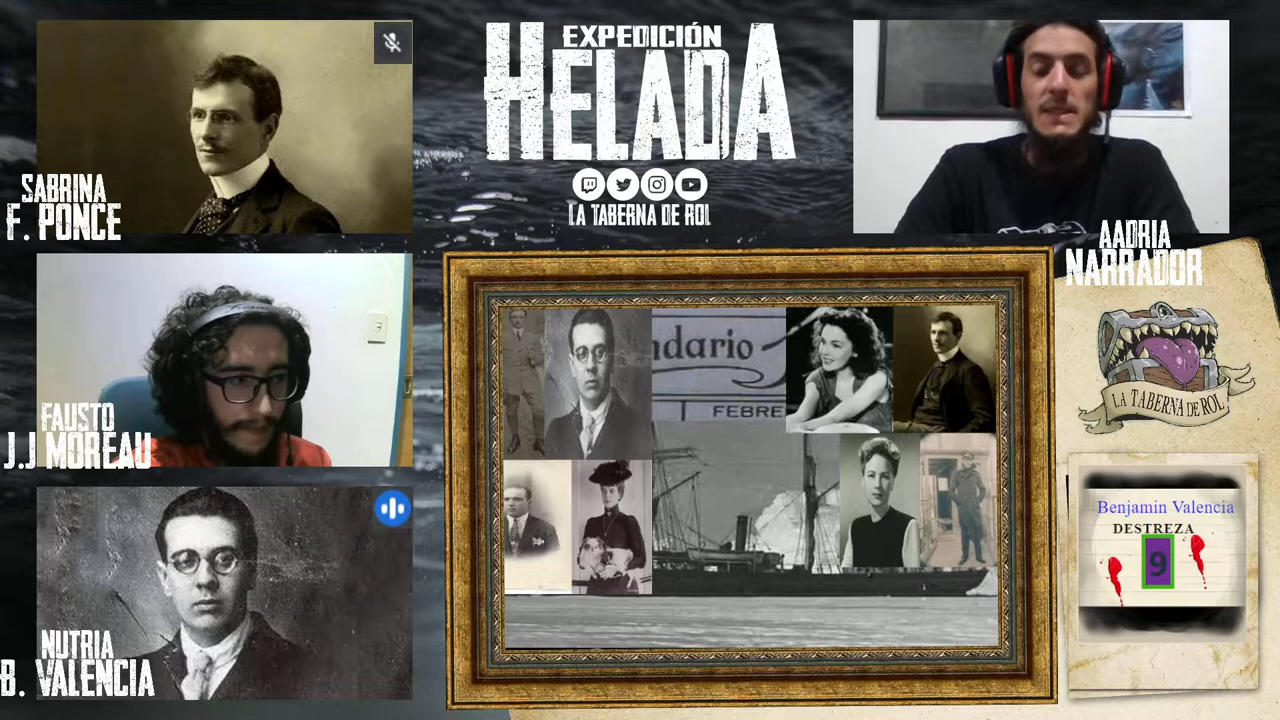 SABRINA
F. PONCE
EXPEDICIÓN
HELADA
LA TABERNA DE ROL
AADRIA
NARRADOR
FAUSTO
J.J MOREAU
NUTRIA
B. VALENCIA
ndario
FEBRE
LA TABERNA DE ROL
Benjamin Valencia
DESTREZA
9